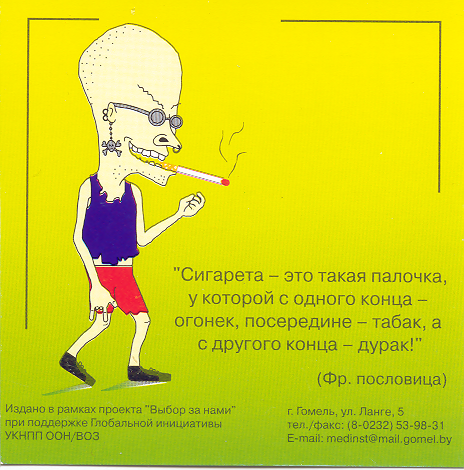 "Сигарета – это такая палочка,
у которой с одного конца –
огонек, посередине – табак, а
с другого конца – дурак!"
(Фр. пословица)
Издано в рамках проекта "Выбор за нами"
при поддержке Глобальной инициативы
УКНПП ООН/ВОЗ
г. Гомель, ул. Ланге, 5
тел./факс: (8-0232) 53-98-31
E-mail: medinst@mail.gomel.by